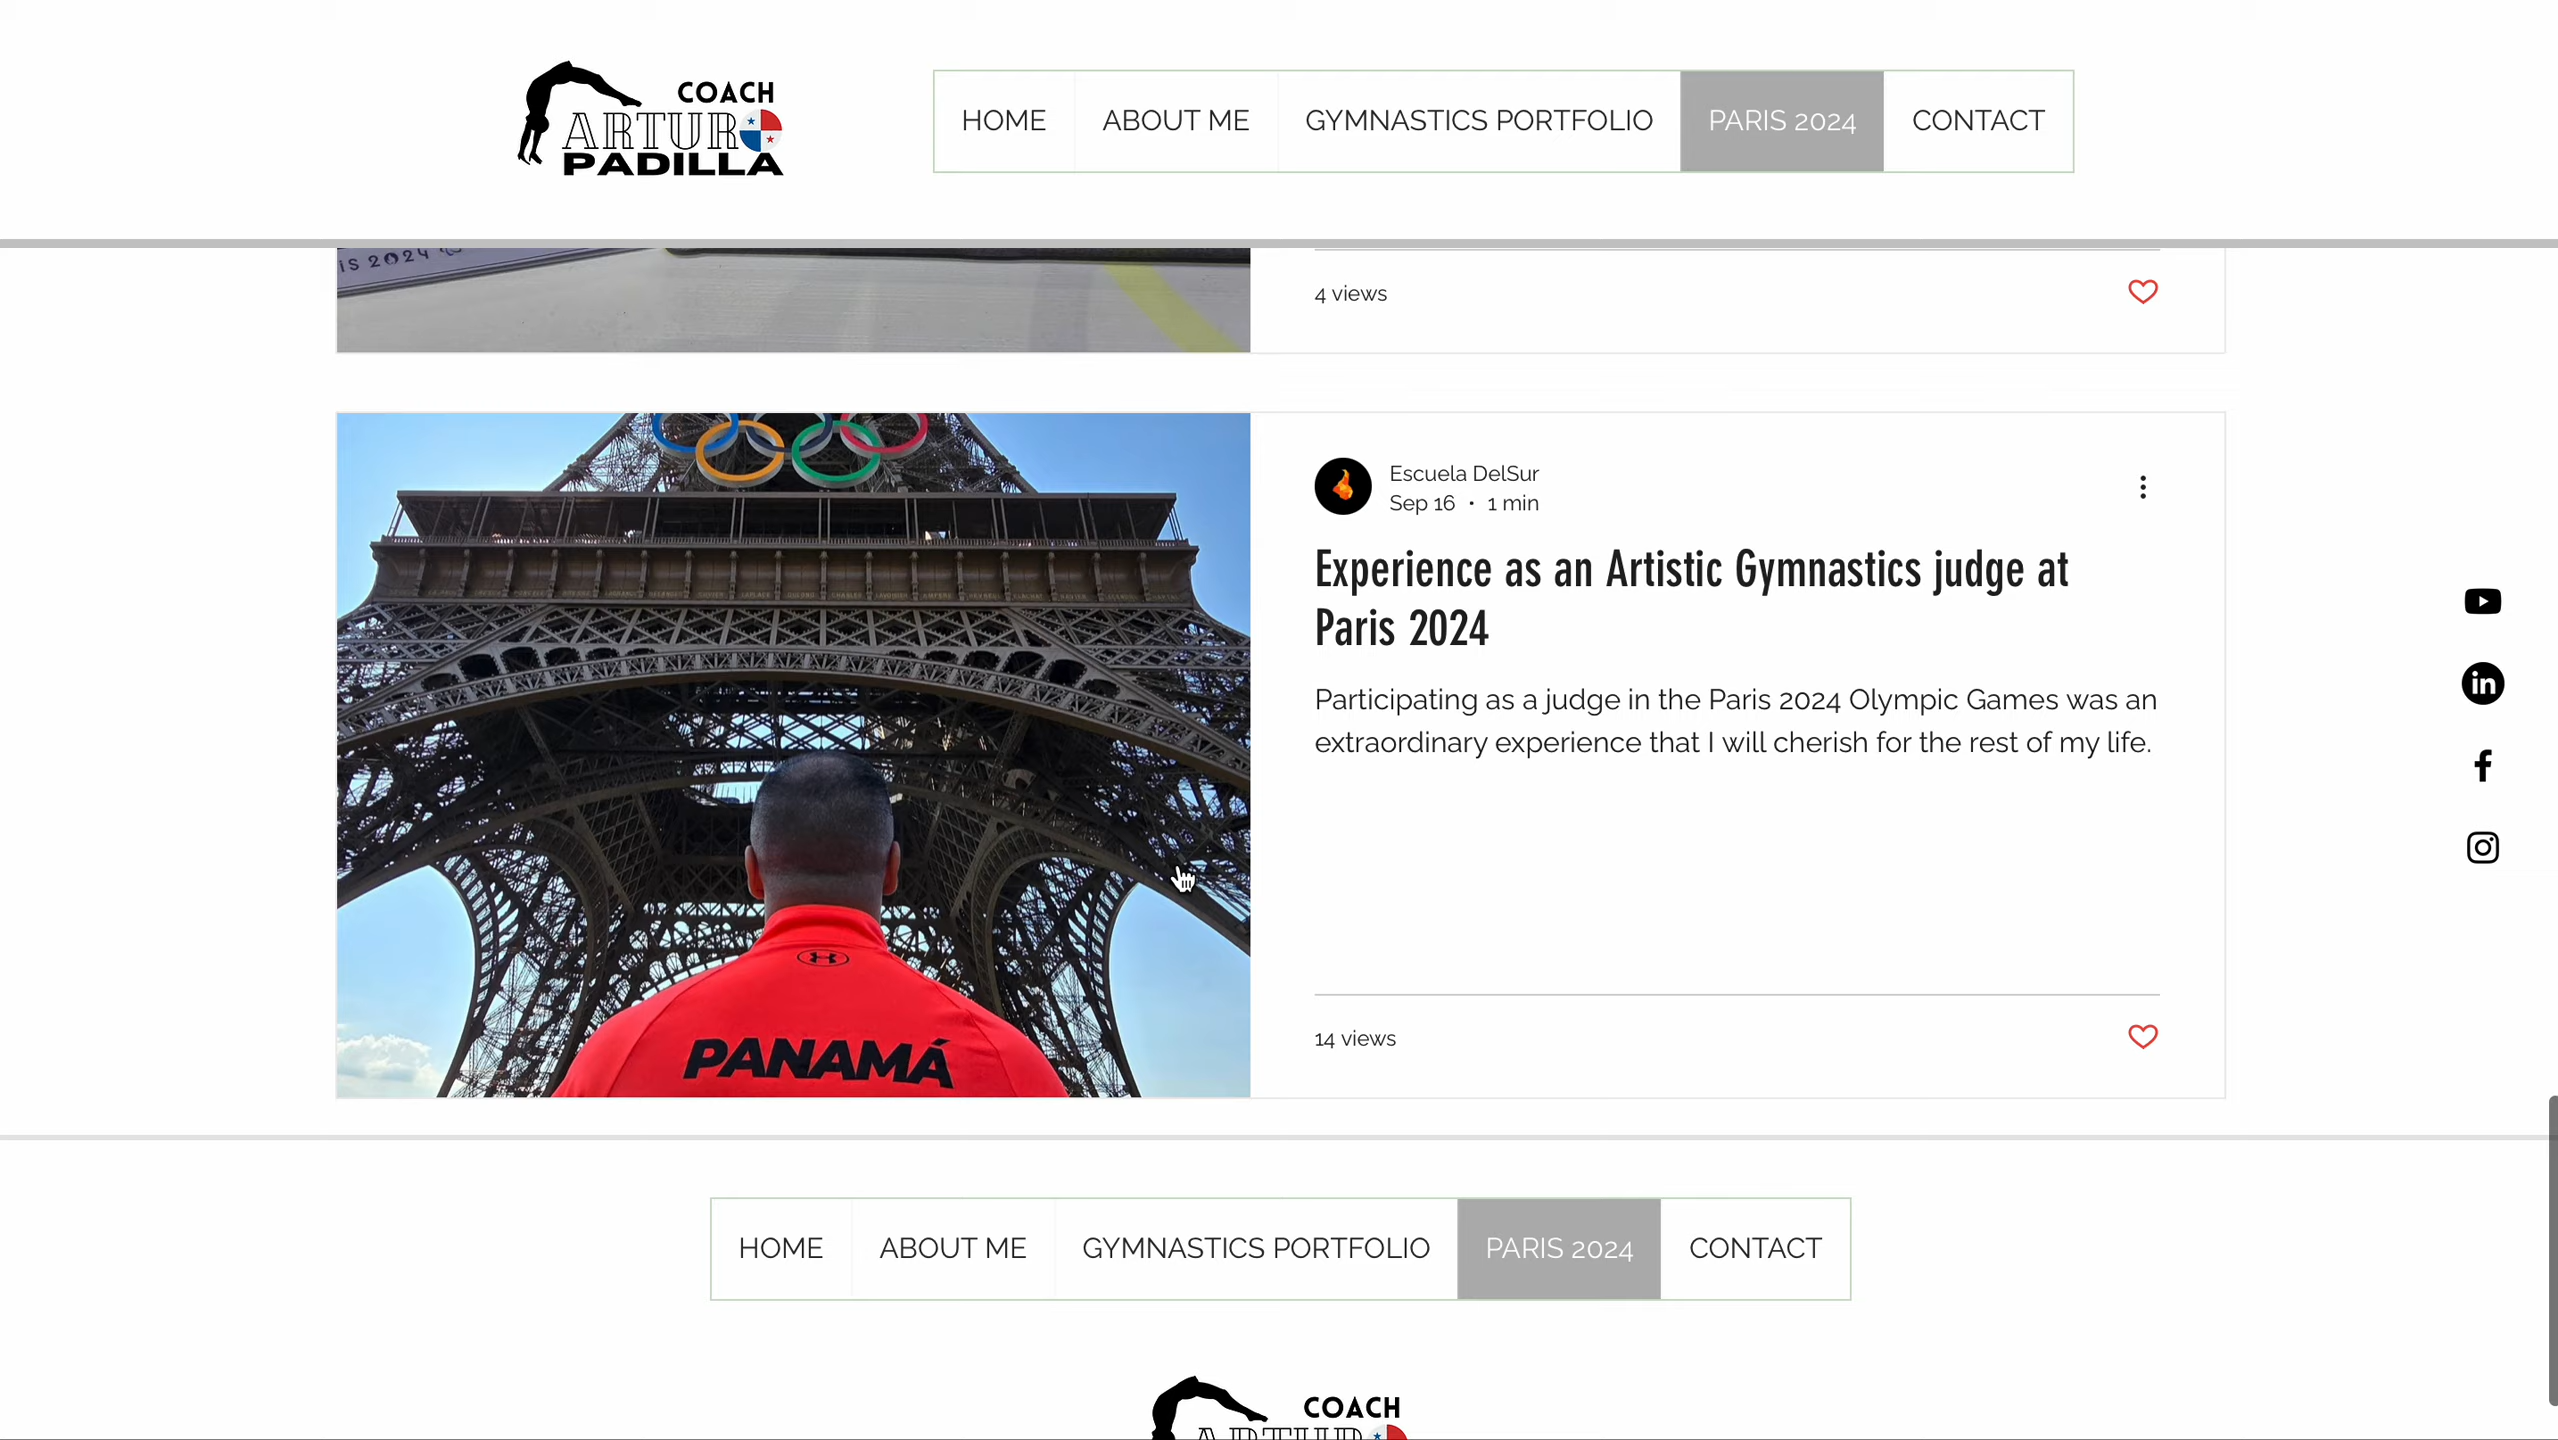 COACH
ARTURO
PADILLA
HOME ABOUT ME GYMNASTICS PORTFOLIO PARIS 2024 CONTACT
2024
4 views
Escuela DelSur
Sep 16 · 1 min
Experience as an Artistic Gymnastics judge at
Paris 2024
Participating as a judge in the Paris 2024 Olympic Games was an
extraordinary experience that I will cherish for the rest of my life.
PANAMÁ
14 views
HOME ABOUT ME GYMNASTICS PORTFOLIO PARIS 2024 CONTACT
COACH
ARTURO